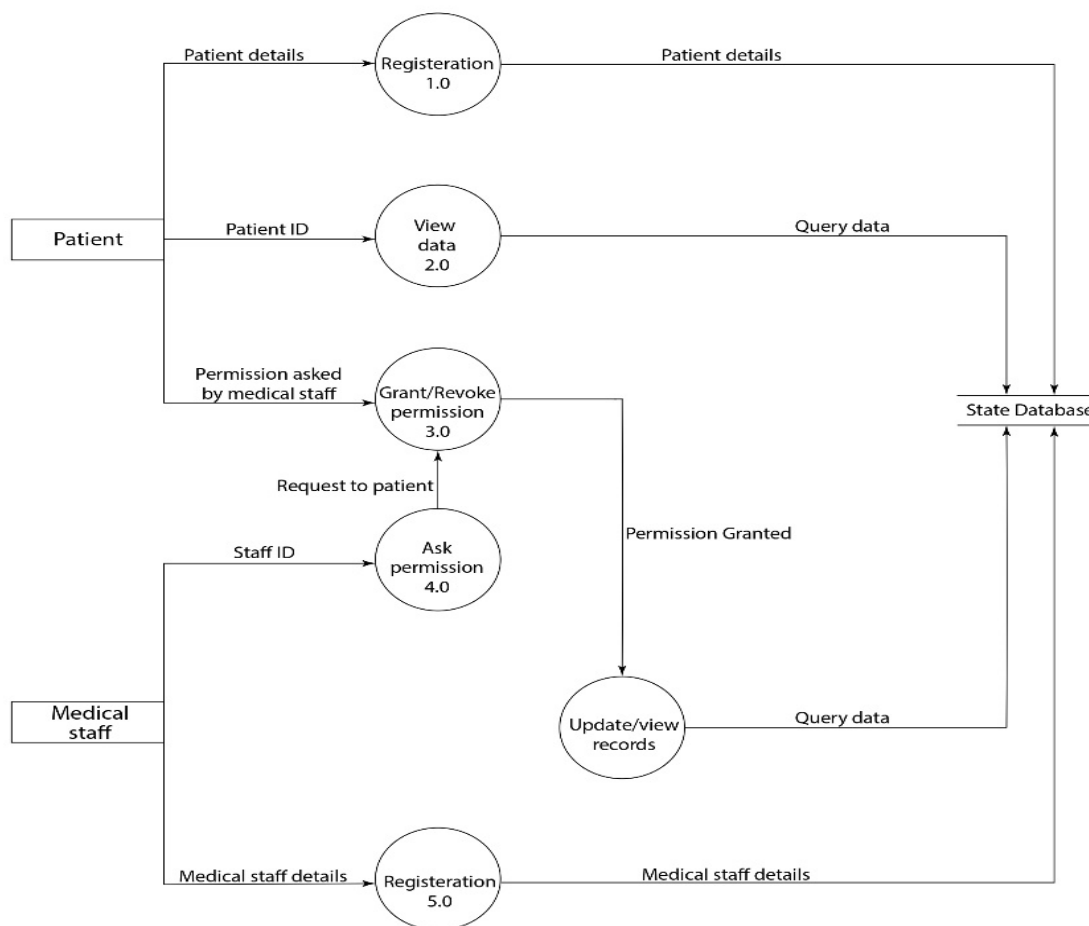 Patient details
Registeration
1.0
Patient details
Patient
Patient ID
View
data
2.0
Query data
Permission asked
by medical staff
Grant/Revoke
permission
3.0
State Database
Request to patient
Permission Granted
Staff ID
Ask
permission
4.0
Medical
staff
Update/view
records
Query data
Medical staff details
Registeration
5.0
Medical staff details